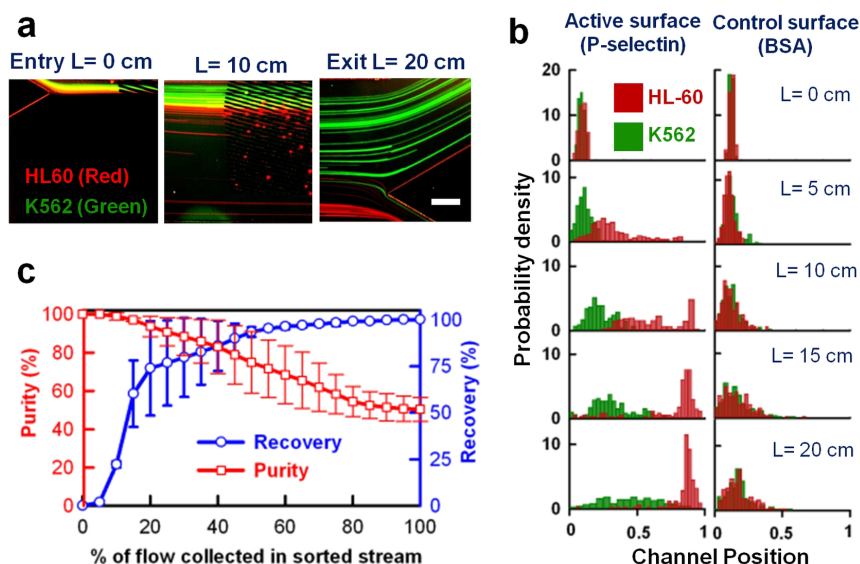 a
Entry L= 0 cm
L= 10 cm
Exit L= 20 cm
HL60 (Red)
K562 (Green)
b
Active surface
(P-selectin)
Control surface
(BSA)
Probability density
20
10
0
HL-60
K562
L= 0 cm
10
0
L= 5 cm
10
0
L= 10 cm
10
0
L= 15 cm
10
0
L= 20 cm
0 0.5 1
0 0.5 1
Channel Position
c
Purity (%)
100
80
60
40
20
0
Recovery (%)
100
75
50
25
0
Recovery
Purity
0 20 40 60 80 100
% of flow collected in sorted stream